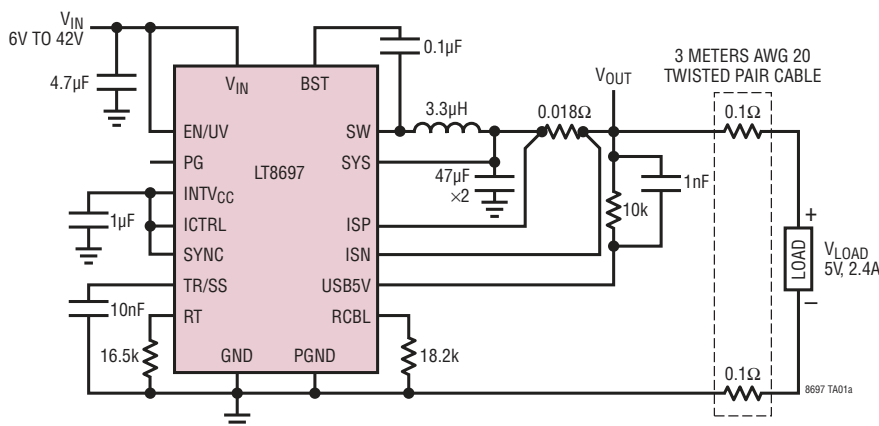 VIN
6V TO 42V
4.7µF
0.1µF
VIN
BST
EN/UV
PG
INTVCC
ICTRL
SYNC
TR/SS
RT
GND
PGND
LT8697
SW
SYS
ISP
ISN
USB5V
RCBL
1µF
10nF
16.5k
18.2k
3.3µH
47µF
×2
0.018Ω
VOUT
10k
1nF
3 METERS AWG 20
TWISTED PAIR CABLE
0.1Ω
0.1Ω
+
LOAD
–
VLOAD
5V, 2.4A
8697 TA01a